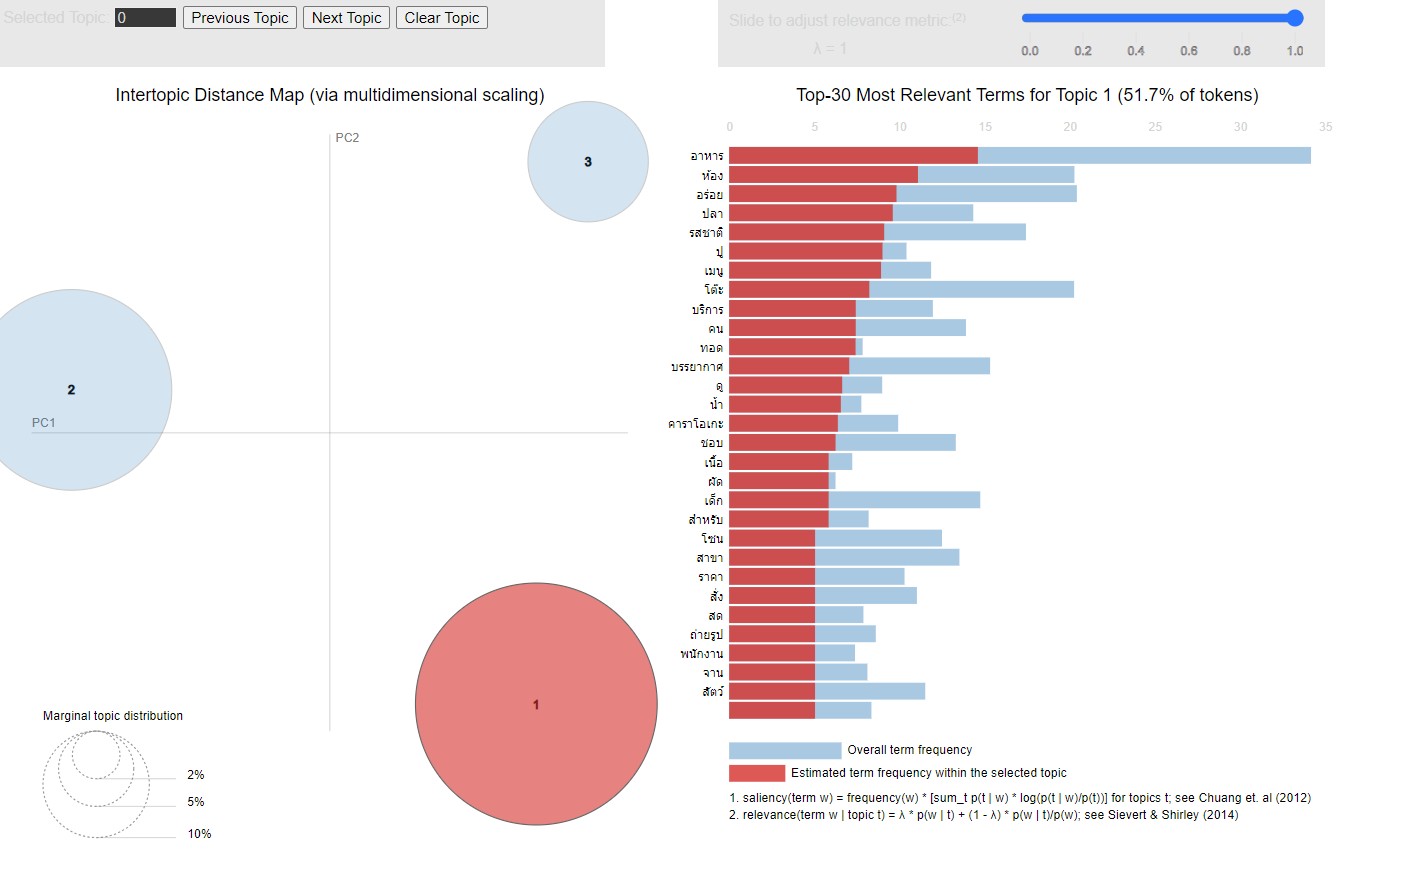 Selected Topic: 0 Previous Topic Next Topic Clear Topic
Slide to adjust relevance metric:(2)
λ = 1
0.0 0.2 0.4 0.6 0.8 1.0
Intertopic Distance Map (via multidimensional scaling)
PC2
3
2
PC1
1
Marginal topic distribution
2%
5%
10%
Top-30 Most Relevant Terms for Topic 1 (51.7% of tokens)
0 5 10 15 20 25 30 35
อาหาร
ห้อง
อร่อย
ปลา
รสชาติ
ปู
เมนู
โต๊ะ
บริการ
คน
ทอด
บรรยากาศ
ดู
น้ำ
คาราโอเกะ
ชอบ
เนื้อ
ผัด
เด็ก
สำหรับ
โซน
สาขา
ราคา
สั่ง
สด
ถ่ายรูป
พนักงาน
จาน
สัตว์
Overall term frequency
Estimated term frequency within the selected topic
1. saliency(term w) = frequency(w) * [sum_t p(t | w) * log(p(t | w)/p(t))] for topics t; see Chuang et. al (2012)
2. relevance(term w | topic t) = λ * p(w | t) + (1 - λ) * p(w | t)/p(w); see Sievert & Shirley (2014)